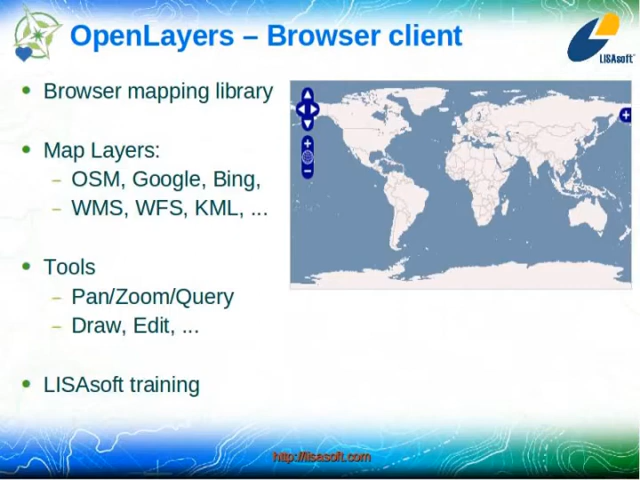 OpenLayers – Browser client
LISAsoft
Browser mapping library
Map Layers:
– OSM, Google, Bing,
– WMS, WFS, KML, ...
Tools
– Pan/Zoom/Query
– Draw, Edit, ...
LISAsoft training
http://lisasoft.com